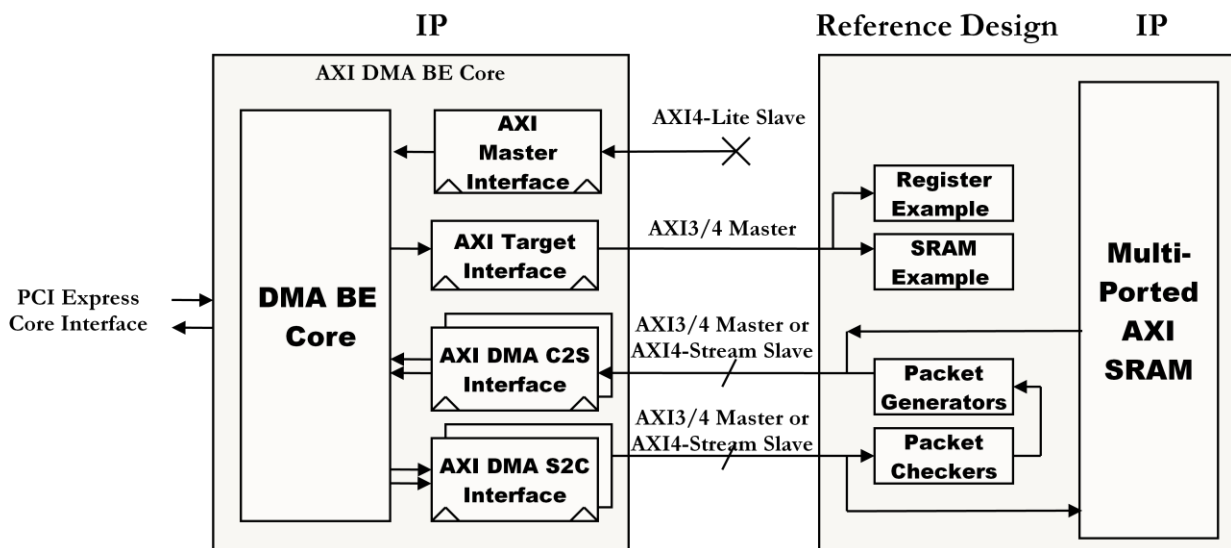 IP
Reference Design
IP
AXI DMA BE Core
AXI
Master
Interface
AXI4-Lite Slave
Register
Example
AXI Target
Interface
AXI3/4 Master
SRAM
Example
PCI Express
Core Interface
DMA BE
Core
Multi-
Ported
AXI
SRAM
AXI DMA C2S
Interface
AXI3/4 Master or
AXI4-Stream Slave
Packet
Generators
AXI DMA S2C
Interface
AXI3/4 Master or
AXI4-Stream Slave
Packet
Checkers